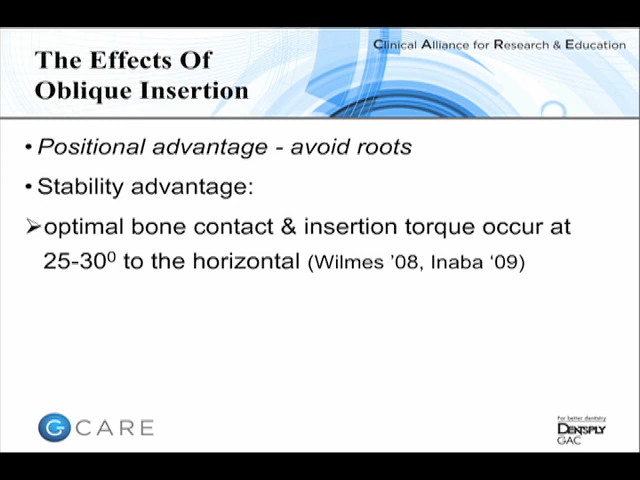 Clinical Alliance for Research & Education
The Effects Of
Oblique Insertion
• Positional advantage - avoid roots
• Stability advantage:
➢optimal bone contact & insertion torque occur at
25-30⁰ to the horizontal (Wilmes ’08, Inaba ‘09)
G CARE
For better dentistry
DENTSPLY
GAC